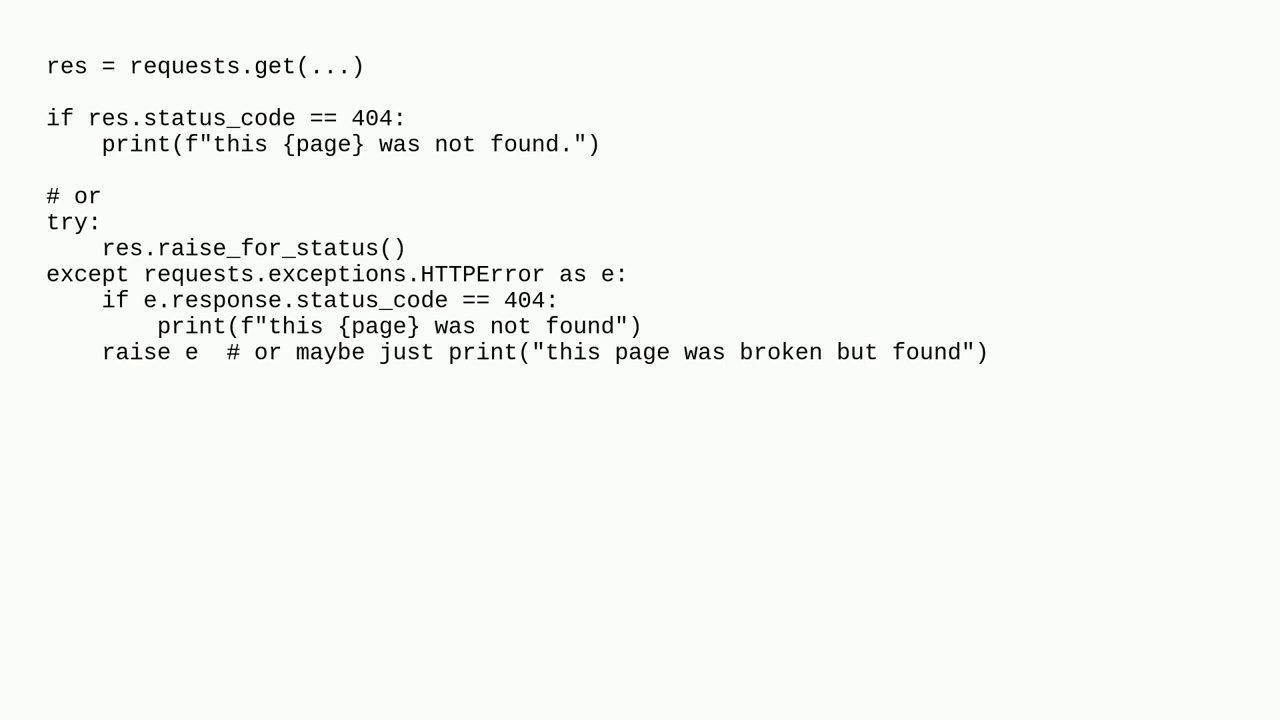 res = requests.get(...)

if res.status_code == 404:
    print(f"this {page} was not found.")

# or
try:
    res.raise_for_status()
except requests.exceptions.HTTPError as e:
    if e.response.status_code == 404:
        print(f"this {page} was not found")
    raise e  # or maybe just print("this page was broken but found")